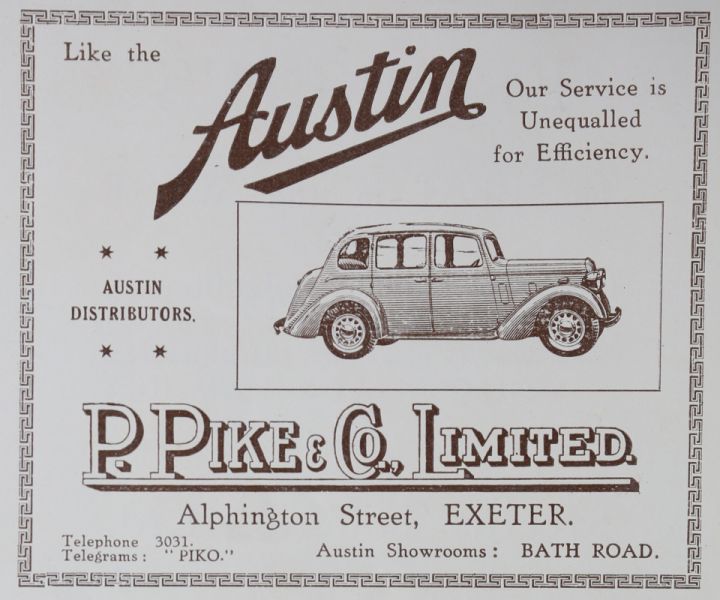 Like the
Austin
Our Service is
Unequalled
for Efficiency.
AUSTIN
DISTRIBUTORS.
P. PIKE & Co., LIMITED.
Alphington Street, EXETER.
Telephone 3031.
Telegrams: "PIKO."
Austin Showrooms: BATH ROAD.